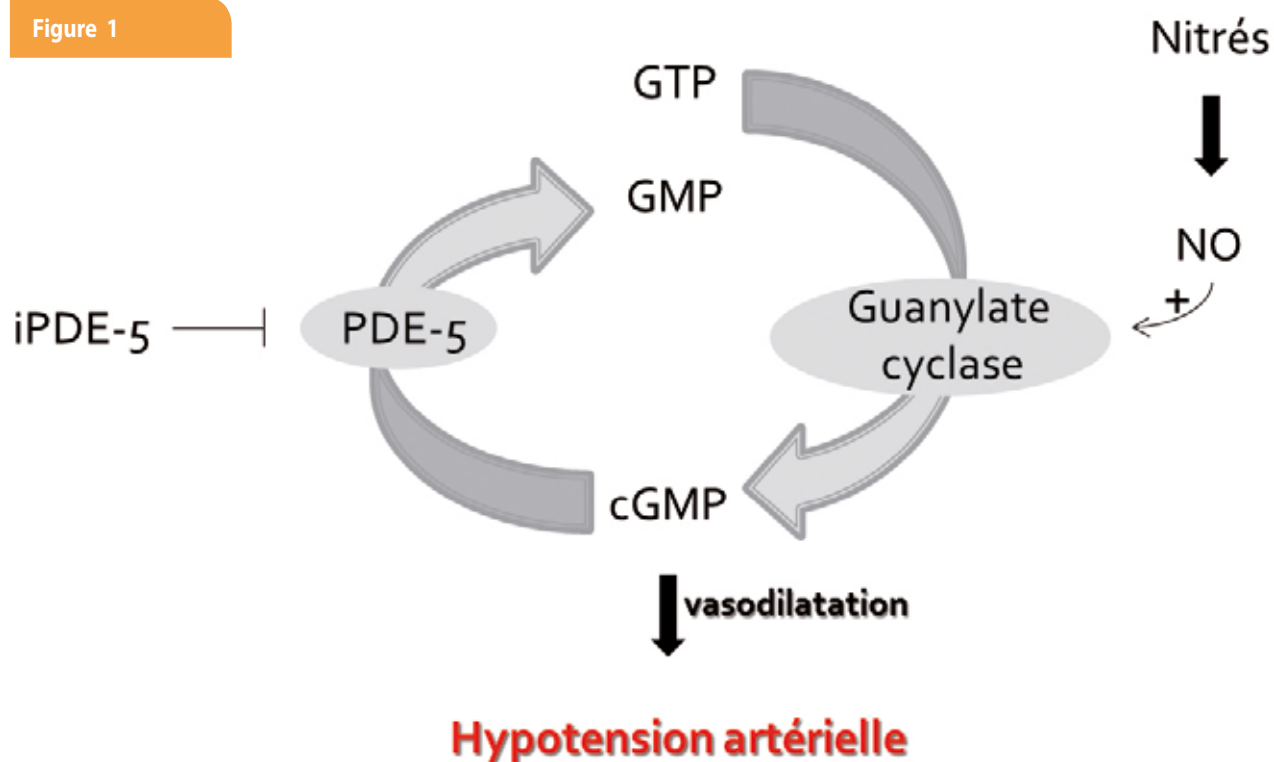 Figure 1
Nitrés
GTP
GMP
NO
+
iPDE-5
PDE-5
Guanylate
cyclase
cGMP
vasodilatation
Hypotension artérielle